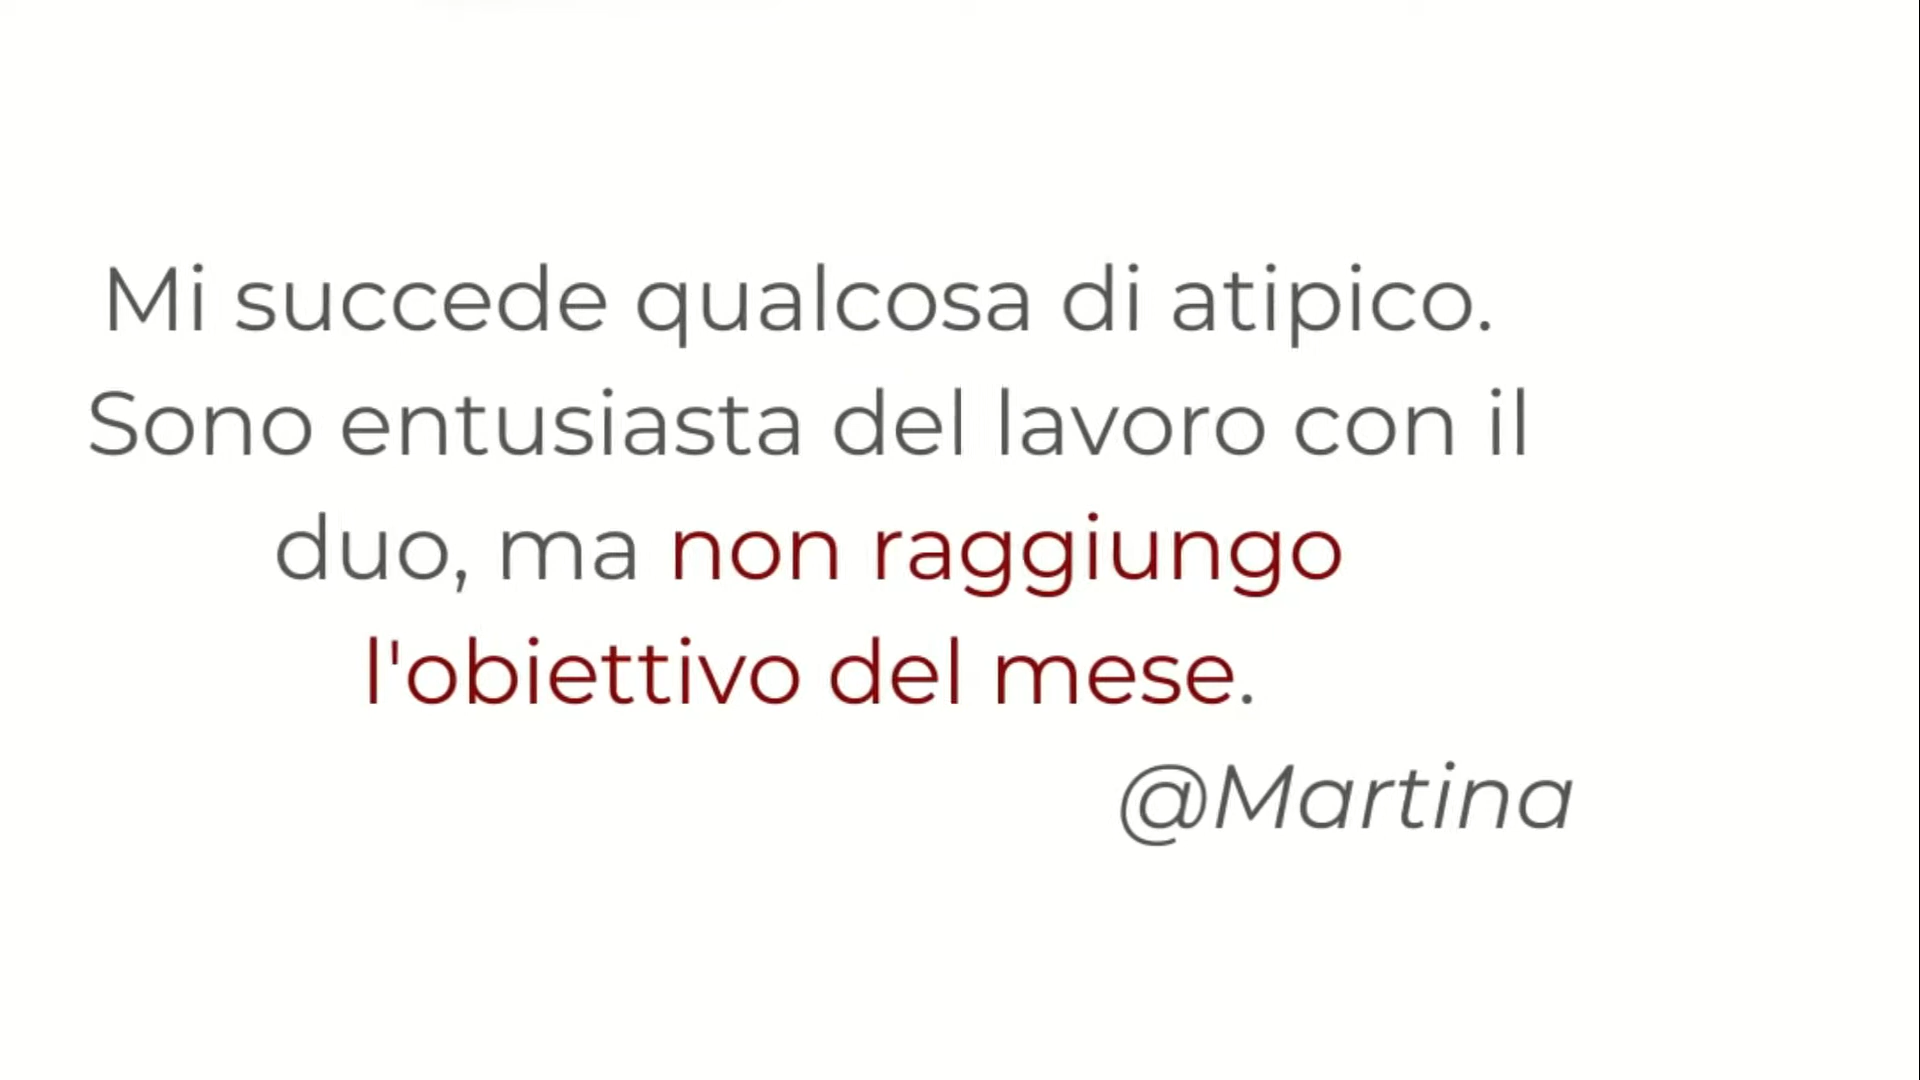 Mi succede qualcosa di atipico.
Sono entusiasta del lavoro con il
duo, ma non raggiungo
l'obiettivo del mese.
@Martina